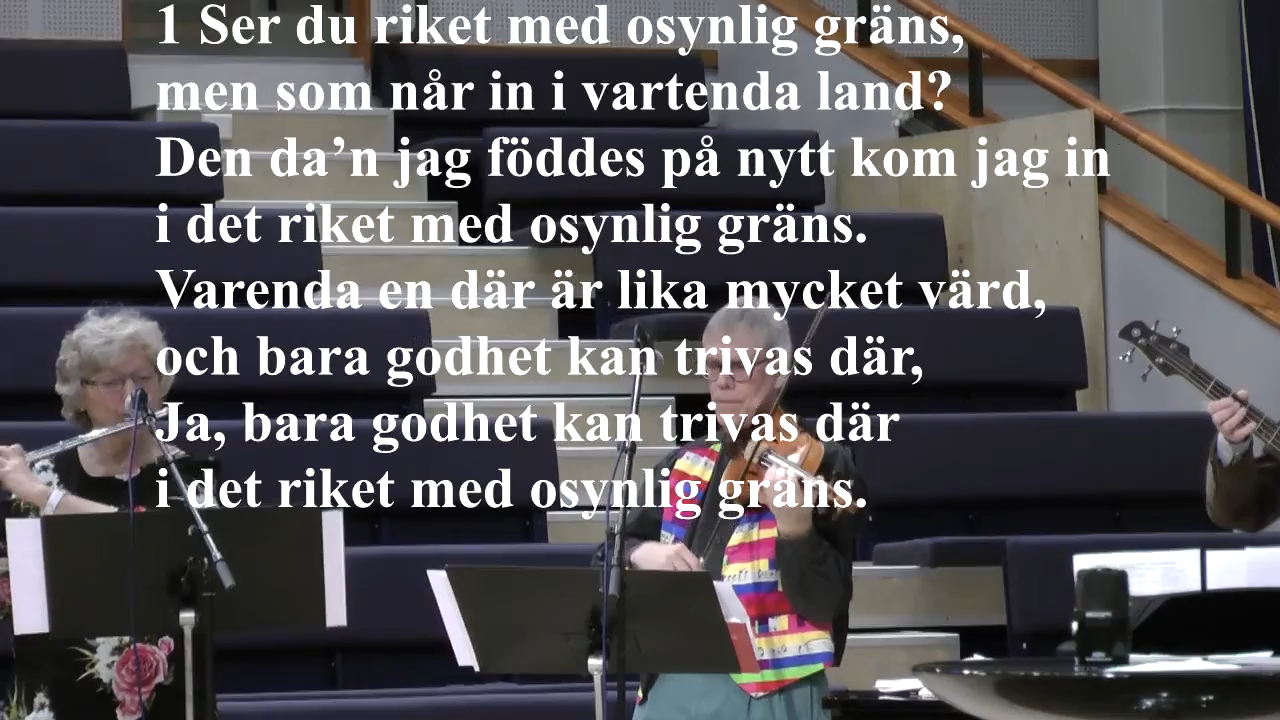 1 Ser du riket med osynlig gräns,
men som når in i vartenda land?
Den da’n jag föddes på nytt kom jag in
i det riket med osynlig gräns.
Varenda en där är lika mycket värd,
och bara godhet kan trivas där,
Ja, bara godhet kan trivas där
i det riket med osynlig gräns.